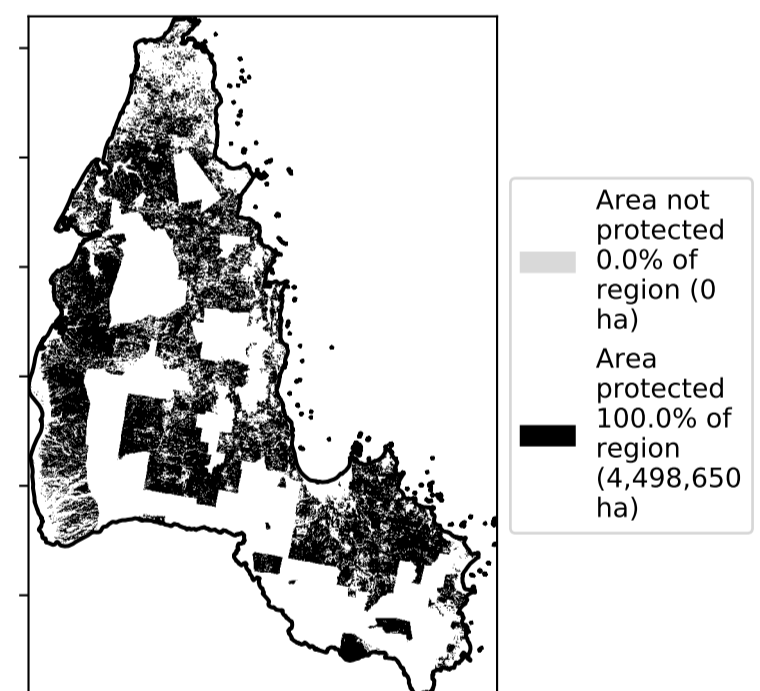 Area not
protected
0.0% of
region (0
ha)
Area
protected
100.0% of
region
(4,498,650
ha)